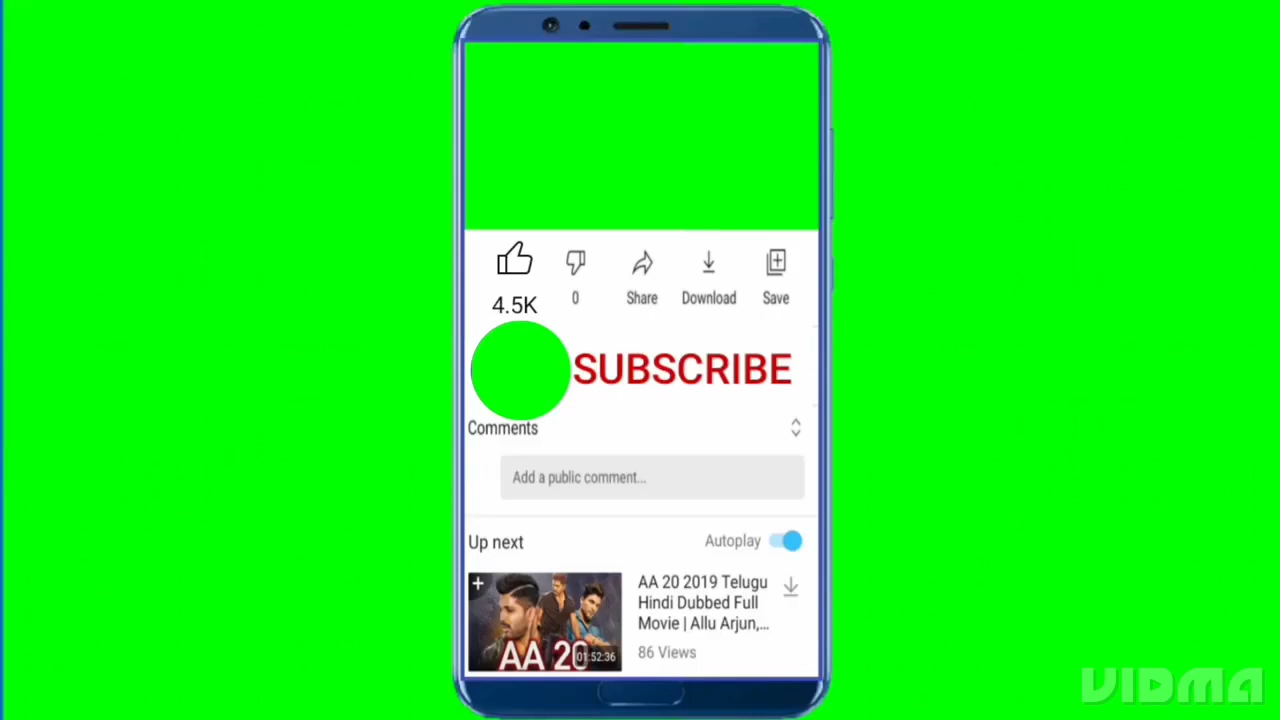 4.5K
0
Share
Download
Save
SUBSCRIBE
Comments
Add a public comment...
Up next
Autoplay
AA 20
01:52:36
AA 20 2019 Telugu
Hindi Dubbed Full
Movie | Allu Arjun,...
86 Views
VIDMA